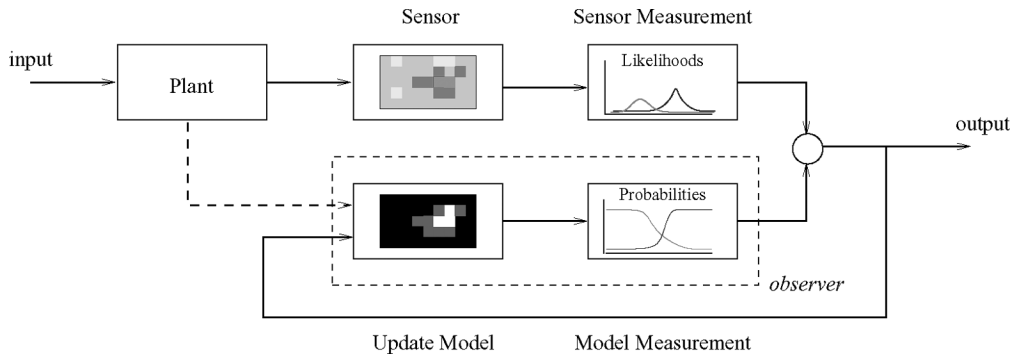 Sensor
Sensor Measurement
input
Plant
Likelihoods
output
Probabilities
observer
Update Model
Model Measurement